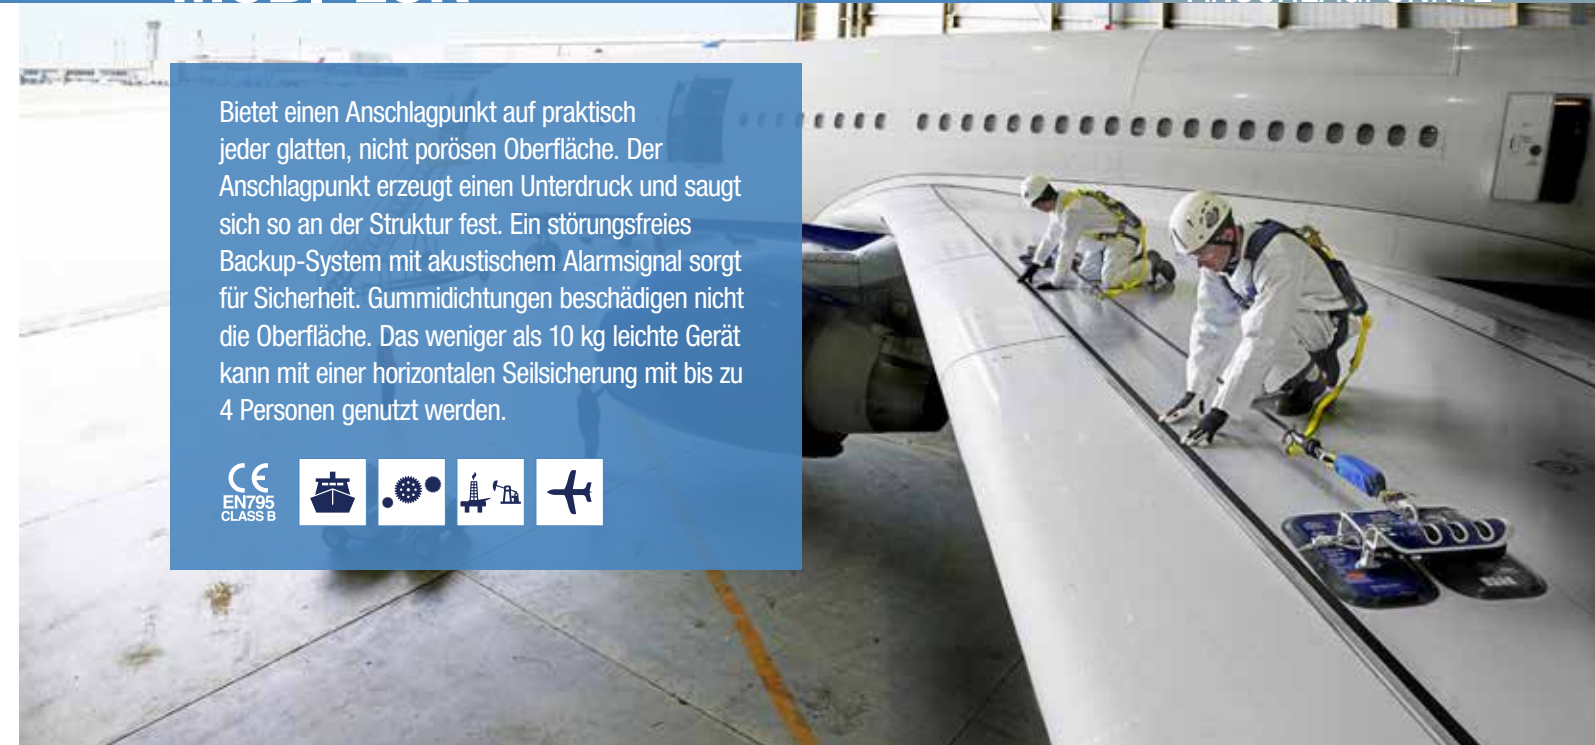 Bietet einen Anschlagpunkt auf praktisch
jeder glatten, nicht porösen Oberfläche. Der
Anschlagpunkt erzeugt einen Unterdruck und saugt
sich so an der Struktur fest. Ein störungsfreies
Backup-System mit akustischem Alarmsignal sorgt
für Sicherheit. Gummidichtungen beschädigen nicht
die Oberfläche. Das weniger als 10 kg leichte Gerät
kann mit einer horizontalen Seilsicherung mit bis zu
4 Personen genutzt werden.
CE
EN795
CLASS B